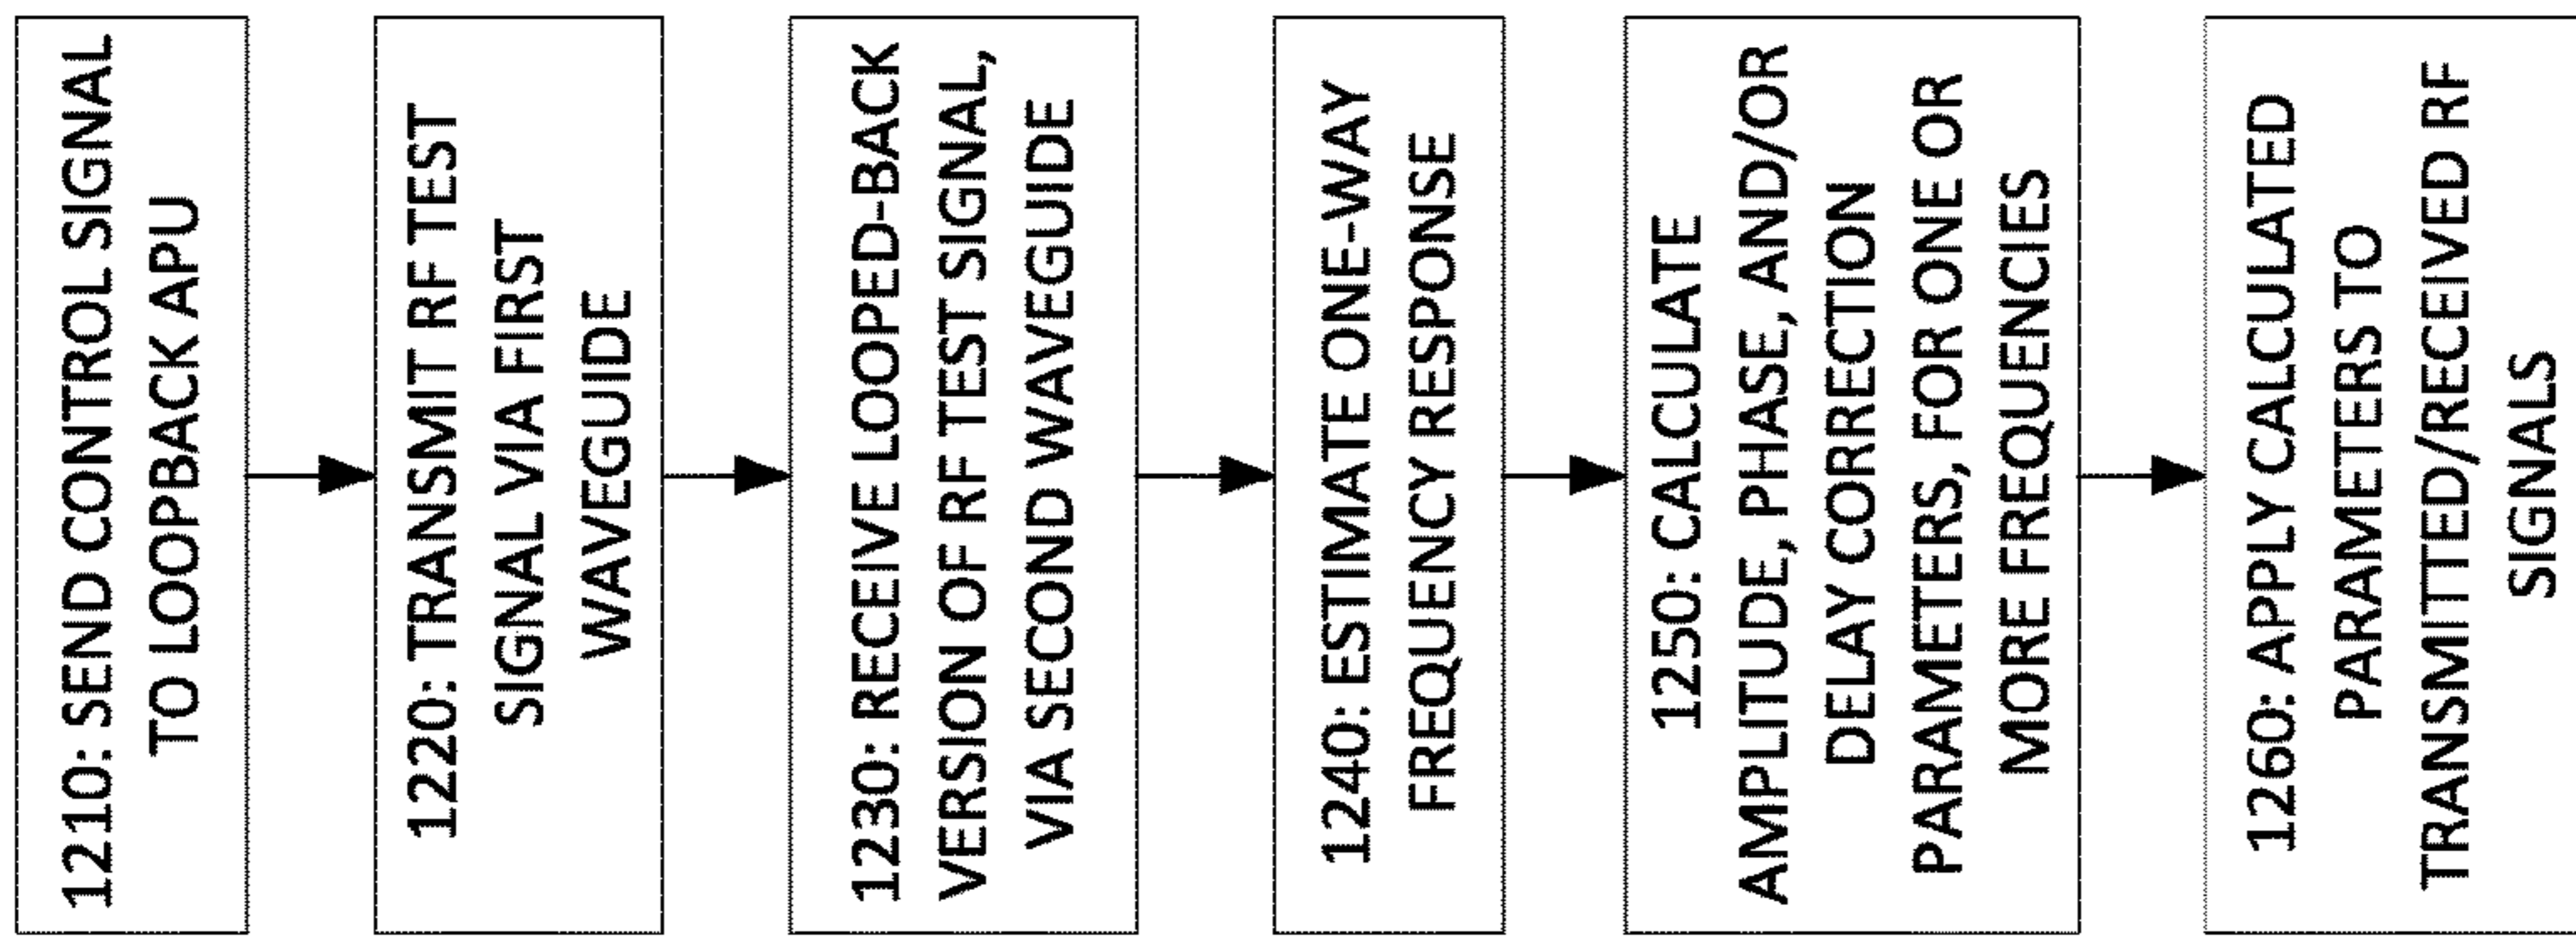 1210: SEND CONTROL SIGNAL
TO LOOPBACK APU
1220: TRANSMIT RF TEST
SIGNAL VIA FIRST
WAVEGUIDE
1230: RECEIVE LOOPED-BACK
VERSION OF RF TEST SIGNAL,
VIA SECOND WAVEGUIDE
1240: ESTIMATE ONE-WAY
FREQUENCY RESPONSE
1250: CALCULATE
AMPLITUDE, PHASE, AND/OR
DELAY CORRECTION
PARAMETERS, FOR ONE OR
MORE FREQUENCIES
1260: APPLY CALCULATED
PARAMETERS TO
TRANSMITTED/RECEIVED RF
SIGNALS